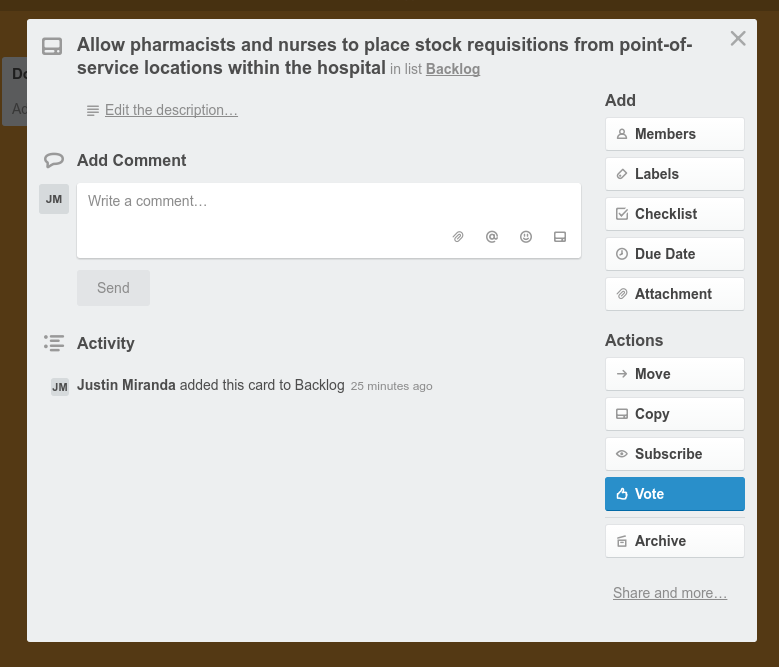 Allow pharmacists and nurses to place stock requisitions from point-of-
service locations within the hospital in list Backlog
Do
Ad
Edit the description…
Add Comment
JM
Write a comment…
Send
Activity
JM Justin Miranda added this card to Backlog 25 minutes ago
Add
Members
Labels
Checklist
Due Date
Attachment
Actions
Move
Copy
Subscribe
Vote
Archive
Share and more…